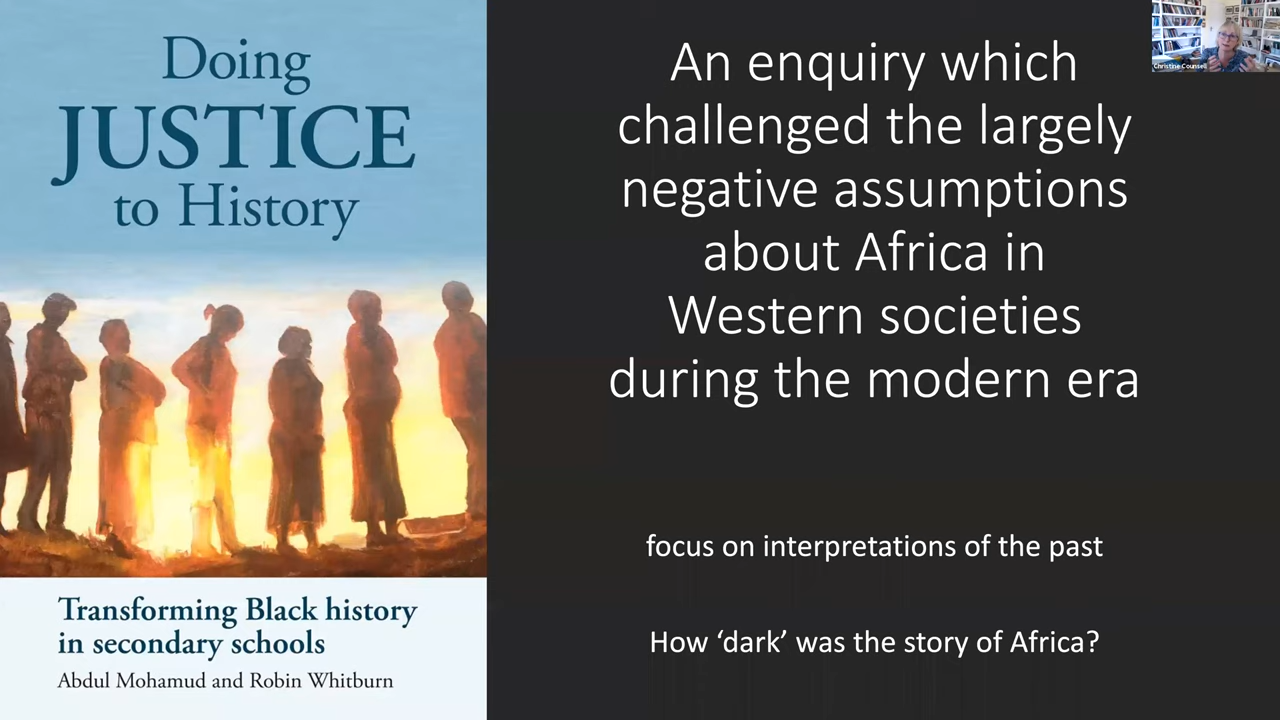 Doing
JUSTICE
to History
Transforming Black history
in secondary schools
Abdul Mohamud and Robin Whitburn
An enquiry which
challenged the largely
negative assumptions
about Africa in
Western societies
during the modern era
focus on interpretations of the past
How ‘dark’ was the story of Africa?
Christine Counsell